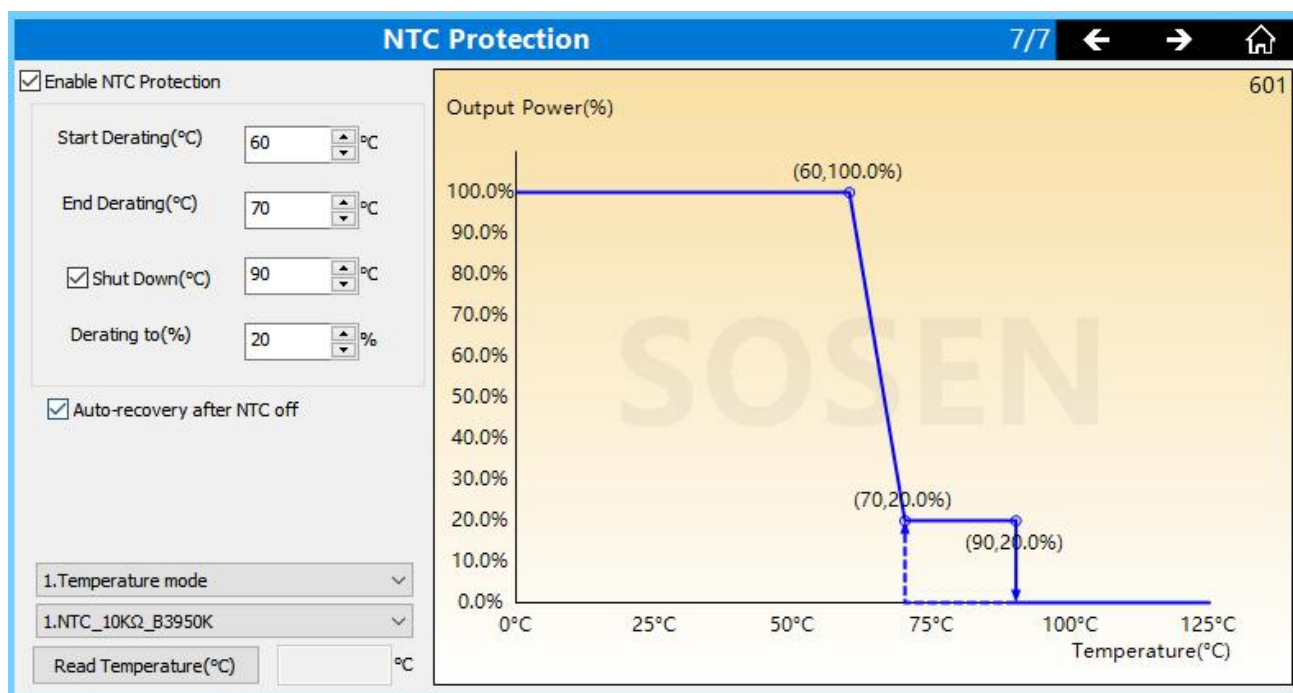 NTC Protection
7/7
Enable NTC Protection
Start Derating(°C) 60 °C
End Derating(°C) 70 °C
Shut Down(°C) 90 °C
Derating to(%) 20 %
Auto-recovery after NTC off
1.Temperature mode
1.NTC_10KΩ_B3950K
Read Temperature(°C) °C
601
Output Power(%)
(60,100.0%)
100.0%
90.0%
80.0%
70.0%
60.0%
50.0%
40.0%
30.0%
20.0%
10.0%
0.0%
SOSEN
(70,20.0%)
(90,20.0%)
0°C 25°C 50°C 75°C 100°C 125°C
Temperature(°C)